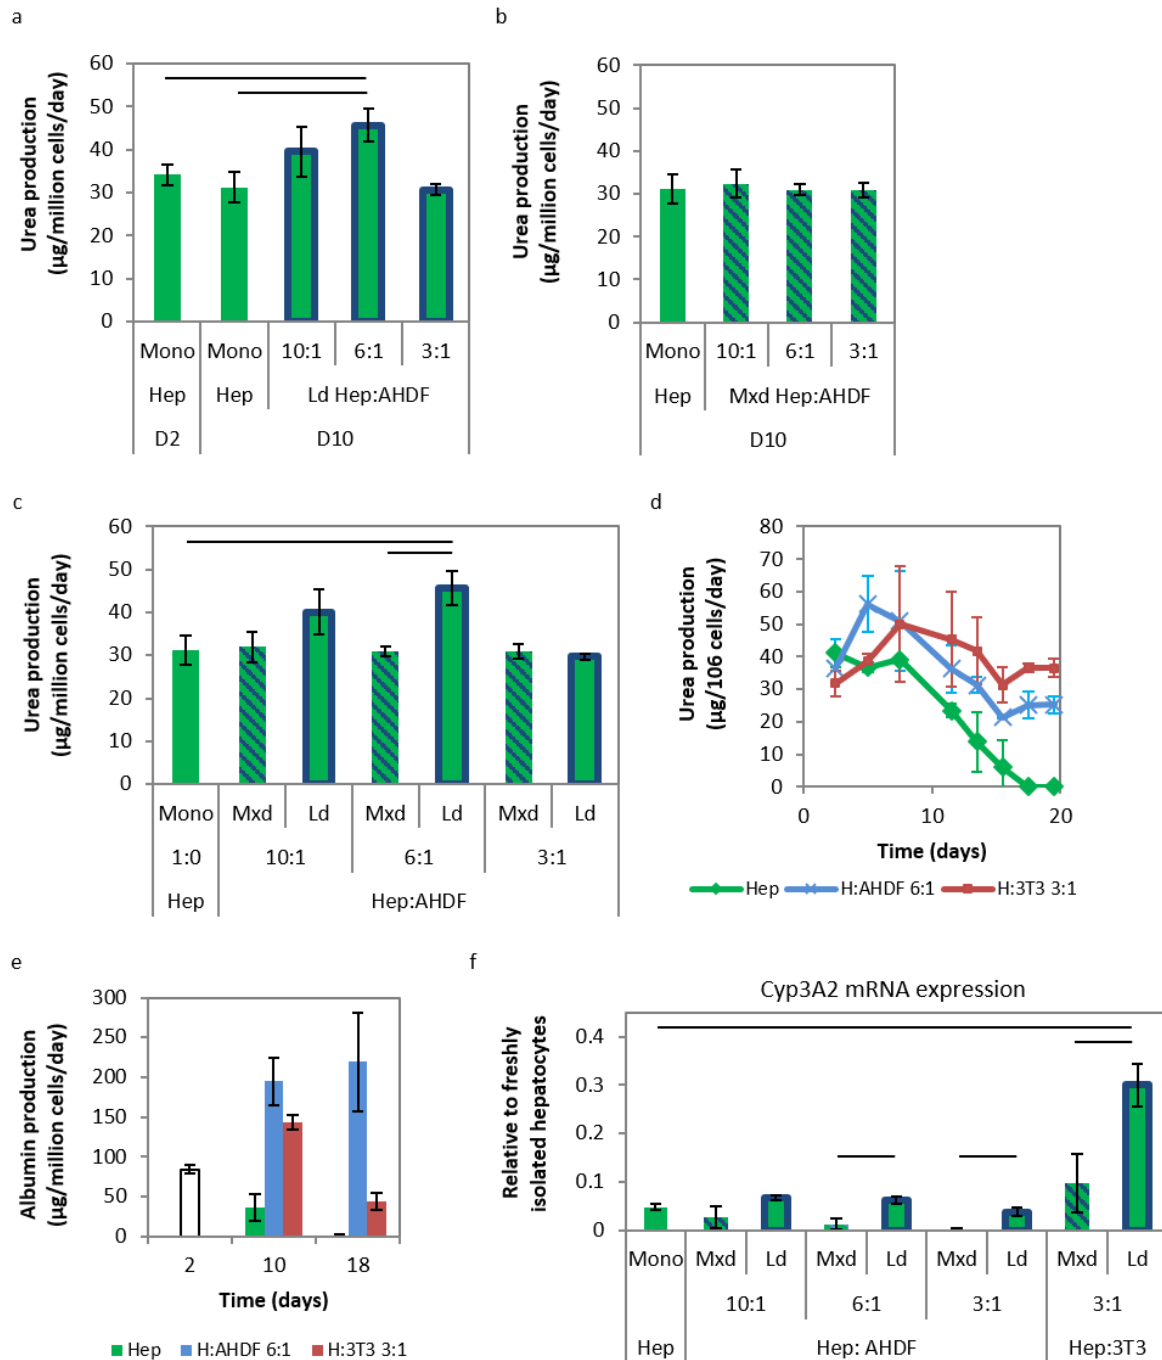 a
Urea production
(µg/million cells/day)
60
50
40
30
20
10
0
Mono Mono 10:1 6:1 3:1
Hep Hep Ld Hep:AHDF
D2 D10
b
Urea production
(µg/million cells/day)
60
50
40
30
20
10
0
Mono 10:1 6:1 3:1
Hep Mxd Hep:AHDF
D10
c
Urea production
(µg/million cells/day)
60
50
40
30
20
10
0
Mono Mxd Ld Mxd Ld Mxd Ld
1:0 10:1 6:1 3:1
Hep Hep:AHDF
d
Urea production
(µg/106 cells/day)
80
70
60
50
40
30
20
10
0
0 10 20
Time (days)
Hep H:AHDF 6:1 H:3T3 3:1
e
Albumin production
(µg/million cells/day)
300
250
200
150
100
50
0
2 10 18
Time (days)
Hep H:AHDF 6:1 H:3T3 3:1
f
Cyp3A2 mRNA expression
Relative to freshly
isolated hepatocytes
0.4
0.3
0.2
0.1
0
Mono Mxd Ld Mxd Ld Mxd Ld Mxd Ld
10:1 6:1 3:1 3:1
Hep Hep: AHDF Hep:3T3